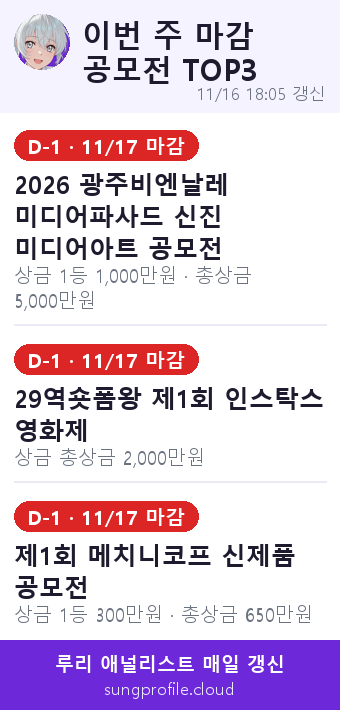 이번 주 마감
공모전 TOP3
11/16 18:05 갱신
D-1 · 11/17 마감
2026 광주비엔날레
미디어파사드 신진
미디어아트 공모전
상금 1등 1,000만원 · 총상금
5,000만원
D-1 · 11/17 마감
29역숏폼왕 제1회 인스탁스
영화제
상금 총상금 2,000만원
D-1 · 11/17 마감
제1회 메치니코프 신제품
공모전
상금 1등 300만원 · 총상금 650만원
루리 애널리스트 매일 갱신
sungprofile.cloud